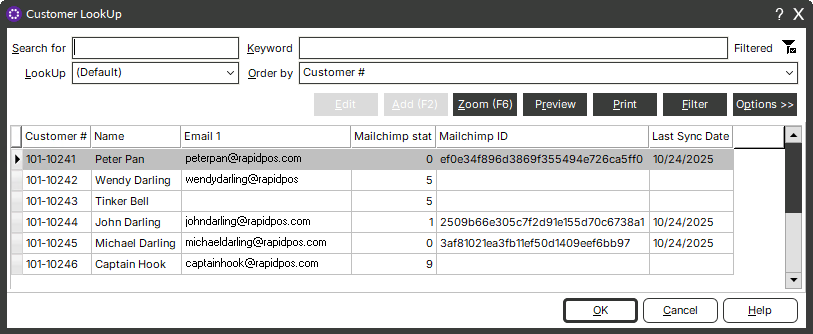 Customer LookUp ? X
Search for Keyword Filtered
LookUp (Default) Order by Customer #
Edit Add (F2) Zoom (F6) Preview Print Filter Options >>
Customer # Name Email 1 Mailchimp stat Mailchimp ID Last Sync Date
101-10241 Peter Pan peterpan@rapidpos.com 0 ef0e34f896d3869f355494e726ca5ff0 10/24/2025
101-10242 Wendy Darling wendydarling@rapidpos 5
101-10243 Tinker Bell 5
101-10244 John Darling johndarling@rapidpos.com 1 2509b66e305c7f2d91e155d70c6738a1 10/24/2025
101-10245 Michael Darling michaeldarling@rapidpos.com 0 3af81021ea3fb11ef50d1409eef6bb97 10/24/2025
101-10246 Captain Hook captainhook@rapidpos.com 9
OK Cancel Help